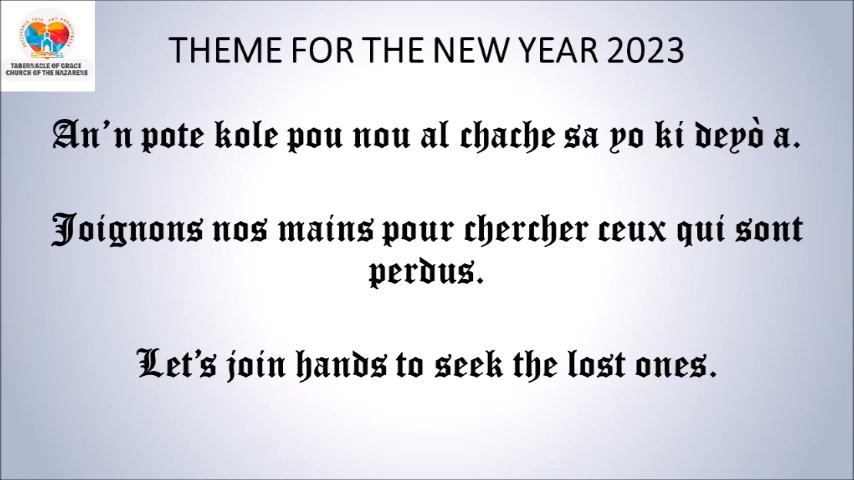 TABERNACLE OF GRACE
CHURCH OF THE NAZARENE
THEME FOR THE NEW YEAR 2023
An'n pote kole pou nou al chache sa yo ki deyò a.
Joignons nos mains pour chercher ceux qui sont
perdus.
Let's join hands to seek the lost ones.